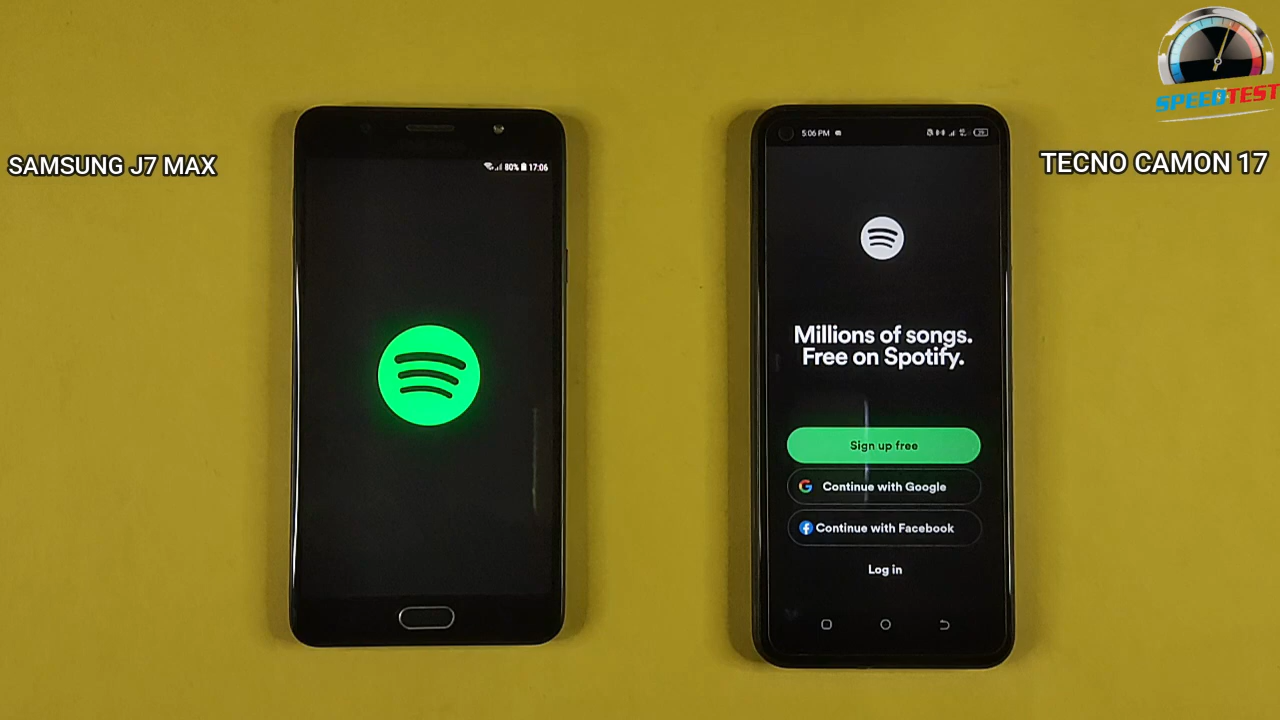 SPEEDTEST
SAMSUNG J7 MAX
TECNO CAMON 17
80% 17:06
5:06 PM
Millions of songs.
Free on Spotify.
Sign up free
Continue with Google
Continue with Facebook
Log in